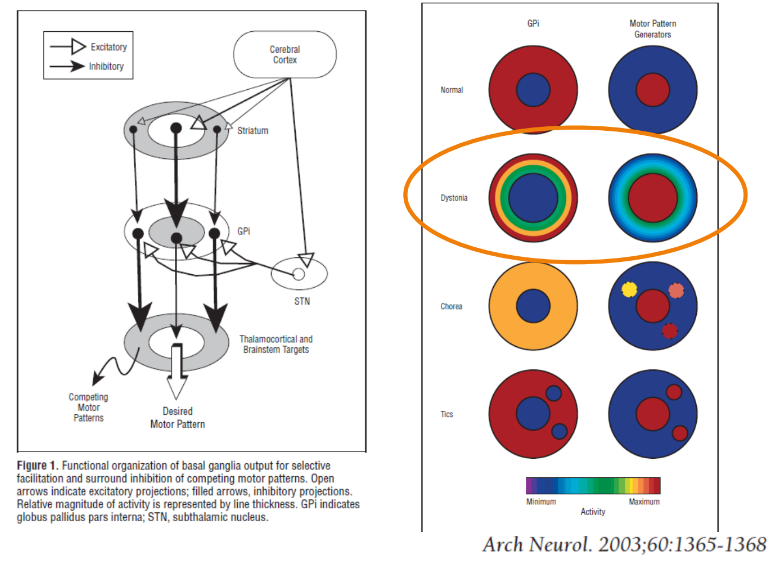 Excitatory
Inhibitory
Cerebral
Cortex
Striatum
GPi
STN
Thalamocortical and
Brainstem Targets
Competing
Motor
Patterns
Desired
Motor Pattern
Figure 1. Functional organization of basal ganglia output for selective
facilitation and surround inhibition of competing motor patterns. Open
arrows indicate excitatory projections; filled arrows, inhibitory projections.
Relative magnitude of activity is represented by line thickness. GPi indicates
globus pallidus pars interna; STN, subthalamic nucleus.
GPi
Motor Pattern
Generators
Normal
Dystonia
Chorea
Tics
Minimum
Maximum
Activity
Arch Neurol. 2003;60:1365-1368